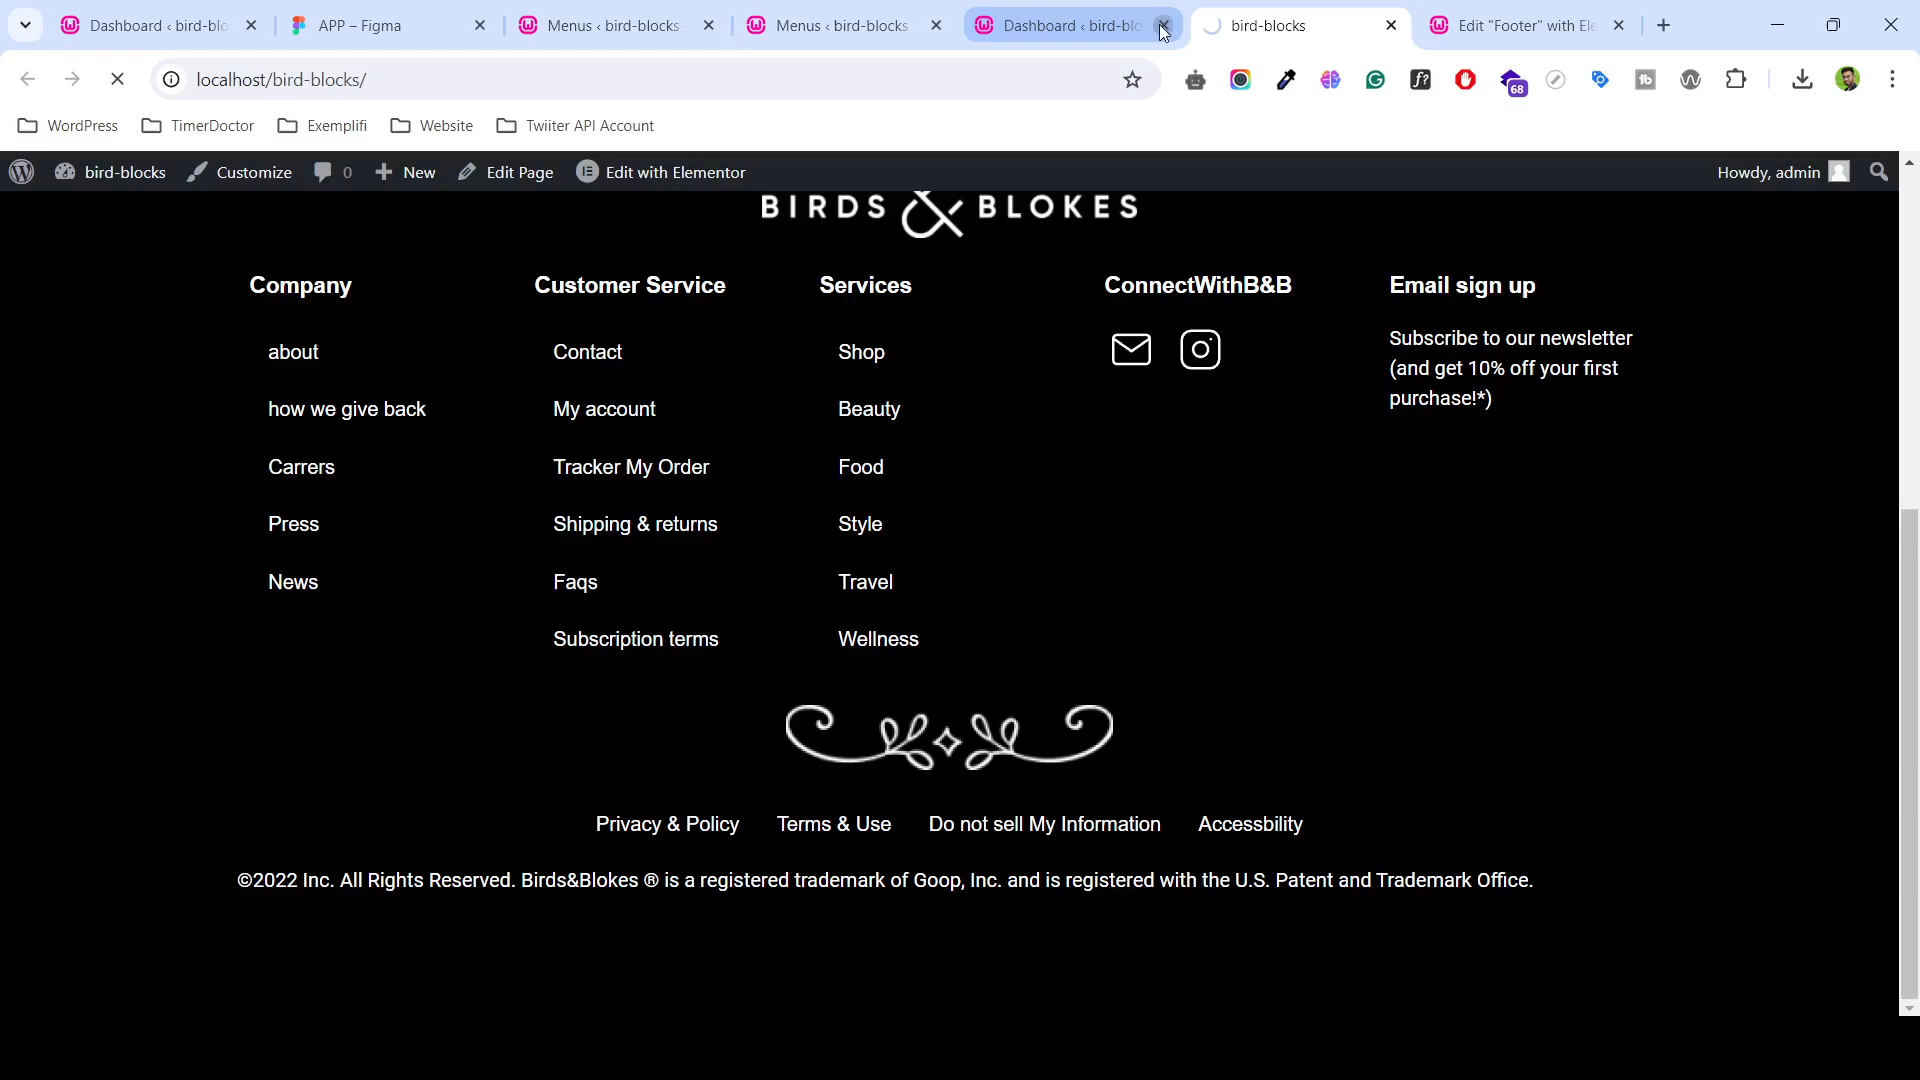 Dashboard ‹ bird-blo
APP – Figma
Menus ‹ bird-blocks
Menus ‹ bird-blocks
Dashboard ‹ bird-blo
bird-blocks
Edit "Footer" with Ele
localhost/bird-blocks/
68
WordPress
TimerDoctor
Exemplifi
Website
Twiiter API Account
bird-blocks
Customize
0
New
Edit Page
Edit with Elementor
Howdy, admin
BIRDS & BLOKES
Company
Customer Service
Services
ConnectWithB&B
Email sign up
about
Contact
Shop
Subscribe to our newsletter
(and get 10% off your first
purchase!*)
how we give back
My account
Beauty
Carrers
Tracker My Order
Food
Press
Shipping & returns
Style
News
Faqs
Travel
Subscription terms
Wellness
Privacy & Policy
Terms & Use
Do not sell My Information
Accessbility
©2022 Inc. All Rights Reserved. Birds&Blokes ® is a registered trademark of Goop, Inc. and is registered with the U.S. Patent and Trademark Office.